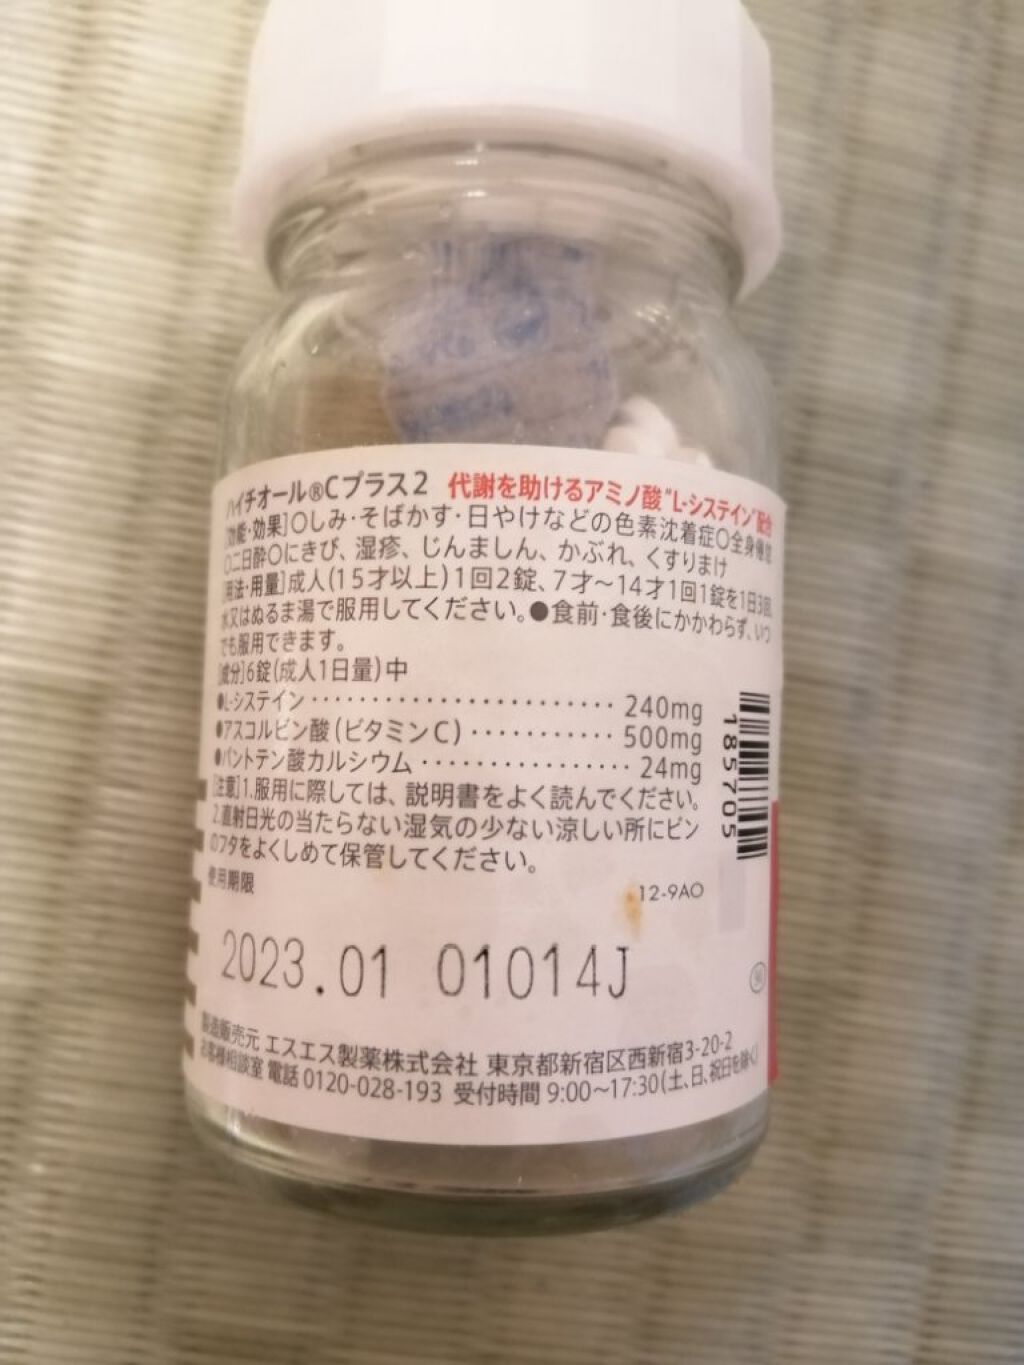 ハイチオール®Cプラス2 代謝を助けるアミノ酸"L-システイン"配合
[効能・効果]○しみ・そばかす・日やけなどの色素沈着症○全身倦怠
○二日酔○にきび、湿疹、じんましん、かぶれ、くすりまけ
[用法・用量]成人(15才以上)1回2錠、7才～14才1回1錠を1日3回、
水又はぬるま湯で服用してください。●食前・食後にかかわらず、いつ
でも服用できます。
[成分]6錠(成人1日量)中
●L-システイン························240mg
●アスコルビン酸(ビタミンC)···········500mg
●パントテン酸カルシウム················24mg
[注意]1.服用に際しては、説明書をよく読んでください。
2.直射日光の当たらない湿気の少ない涼しい所にビン
のフタをよくしめて保管してください。
使用期限
12-9AO
2023.01 01014J
製造販売元 エスエス製薬株式会社 東京都新宿区西新宿3-20-2
お客様相談室 電話 0120-028-193 受付時間 9:00～17:30(土、日、祝日を除く)
185705